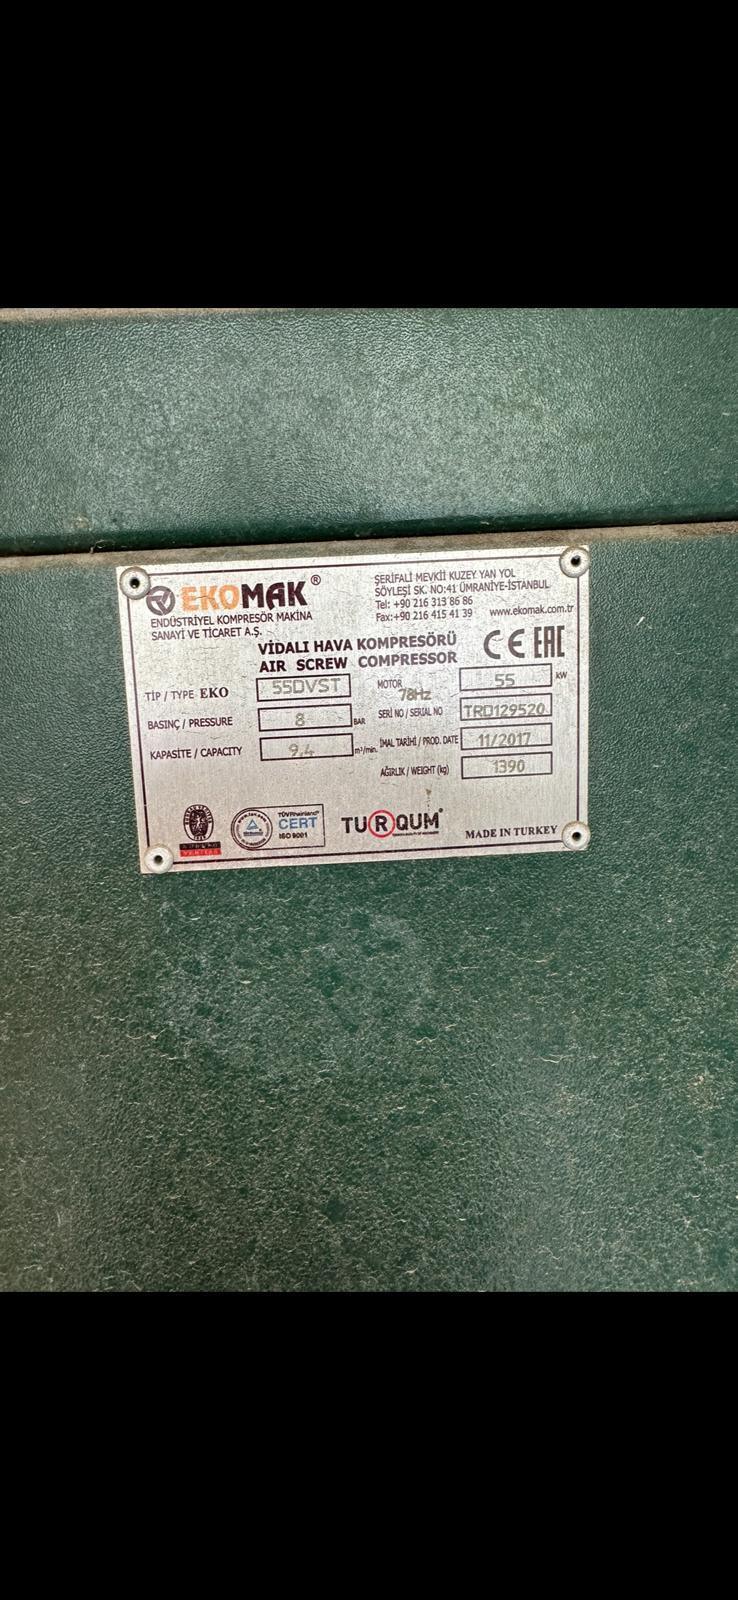 EKOMAK®
ENDÜSTRİYEL KOMPRESÖR MAKİNA
SANAYİ VE TİCARET A.Ş.
ŞERİFALİ MEVKİİ KUZEY YAN YOL
SÖYLEŞİ SK. NO:41 ÜMRANİYE-İSTANBUL
Tel: +90 216 313 86 86
Fax:+90 216 415 41 39 www.ekomak.com.tr
VİDALI HAVA KOMPRESÖRÜ
AIR SCREW COMPRESSOR
CE EAC
TİP / TYPE EKO 55DVST
BASINÇ / PRESSURE 8 BAR
KAPASİTE / CAPACITY 9,4 m³/min.
MOTOR 78Hz 55 kW
SERİ NO / SERIAL NO TRD129520
İMAL TARİHİ / PROD. DATE 11/2017
AĞIRLIK / WEIGHT (kg) 1390
TÜVRheinland®
CERT
ISO 9001
TURQUM®
MADE IN TURKEY